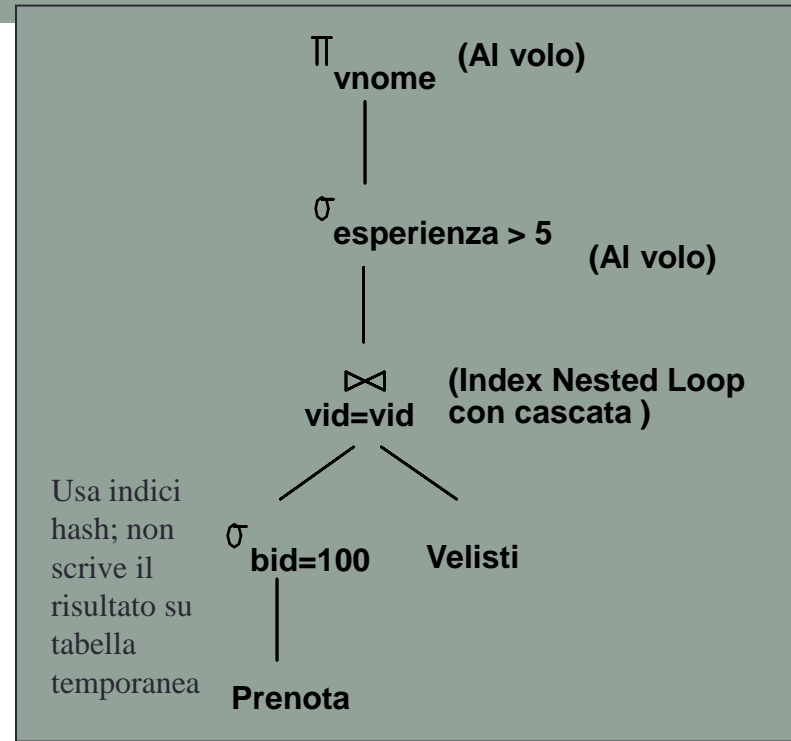 π vnome (Al volo)
σ esperienza > 5 (Al volo)
⋈ (Index Nested Loop
vid=vid con cascata )
Usa indici
hash; non
scrive il
risultato su
tabella
temporanea
σ bid=100 Velisti
Prenota